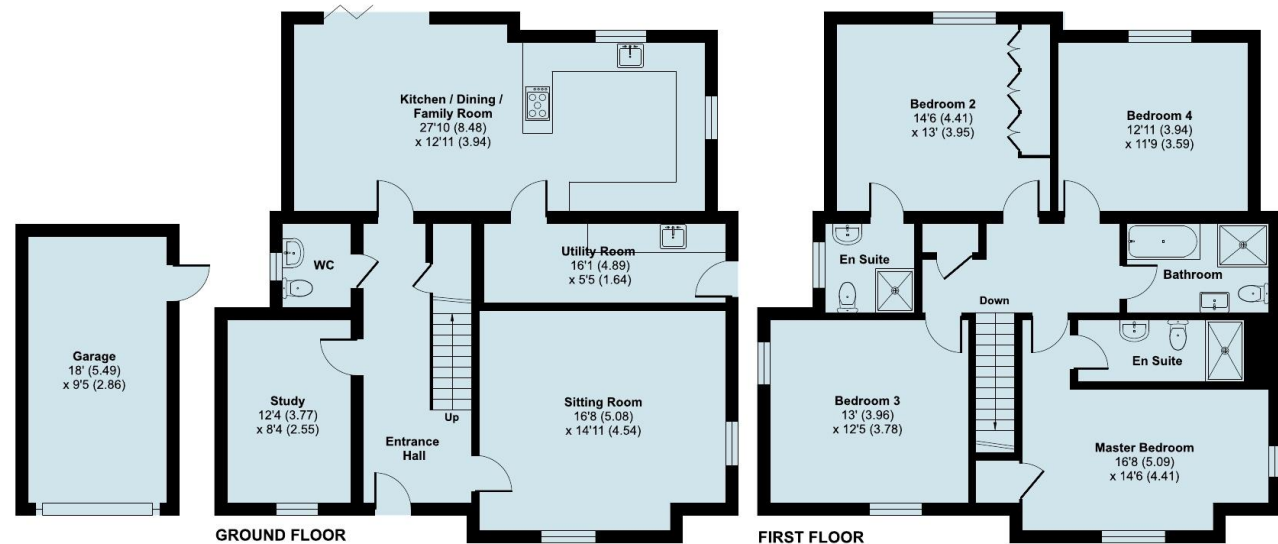 Kitchen / Dining /
Family Room
27'10 (8.48)
x 12'11 (3.94)
WC
Utility Room
16'1 (4.89)
x 5'5 (1.64)
Garage
18' (5.49)
x 9'5 (2.86)
Study
12'4 (3.77)
x 8'4 (2.55)
Entrance
Hall
Up
Sitting Room
16'8 (5.08)
x 14'11 (4.54)
GROUND FLOOR
Bedroom 2
14'6 (4.41)
x 13' (3.95)
Bedroom 4
12'11 (3.94)
x 11'9 (3.59)
En Suite
Bathroom
Down
En Suite
Bedroom 3
13' (3.96)
x 12'5 (3.78)
Master Bedroom
16'8 (5.09)
x 14'6 (4.41)
FIRST FLOOR